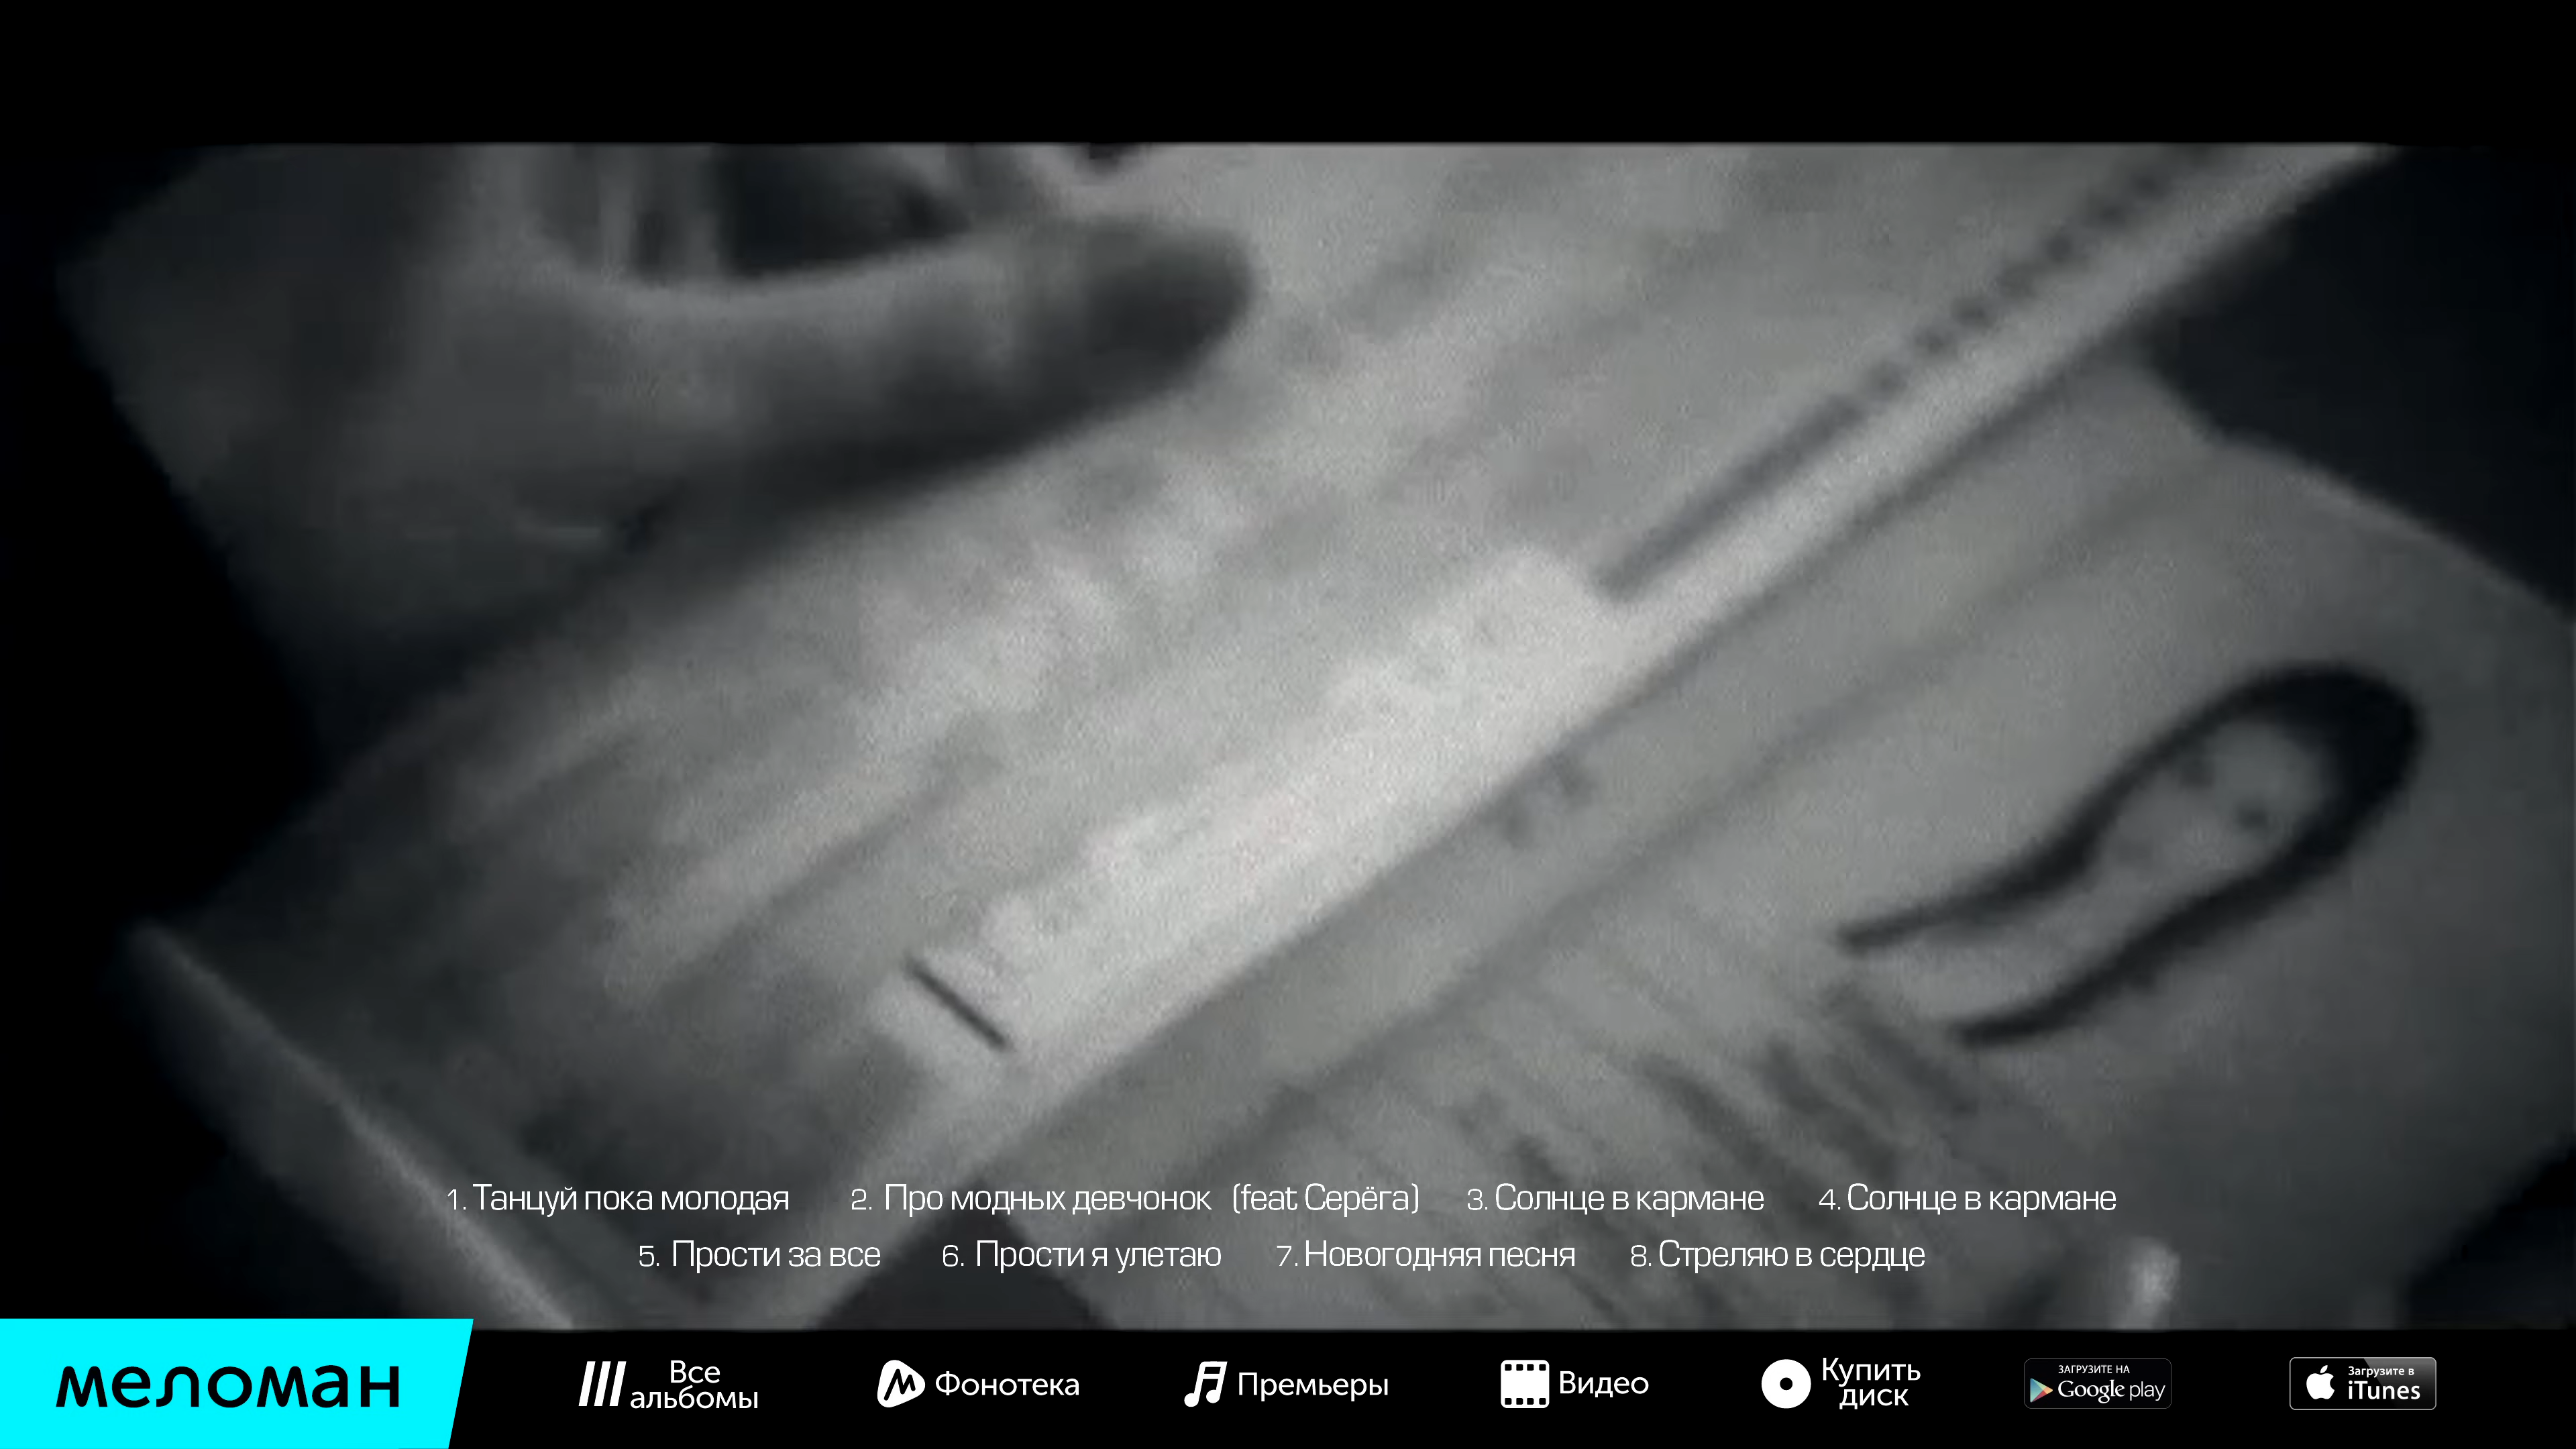 1. Танцуй пока молодая 2. Про модных девчонок (feat Серёга) 3. Солнце в кармане 4. Солнце в кармане
5. Прости за все 6. Прости я улетаю 7. Новогодняя песня 8. Стреляю в сердце
меломан
Все
альбомы
Фонотека
Премьеры
Видео
Купить
диск
ЗАГРУЗИТЕ НА
Google play
Загрузите в
iTunes